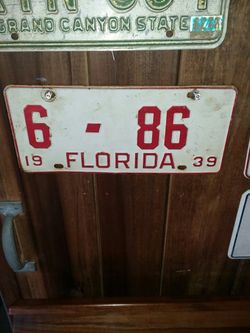 GRAND CANYON STATE
6 - 86
19 FLORIDA 39